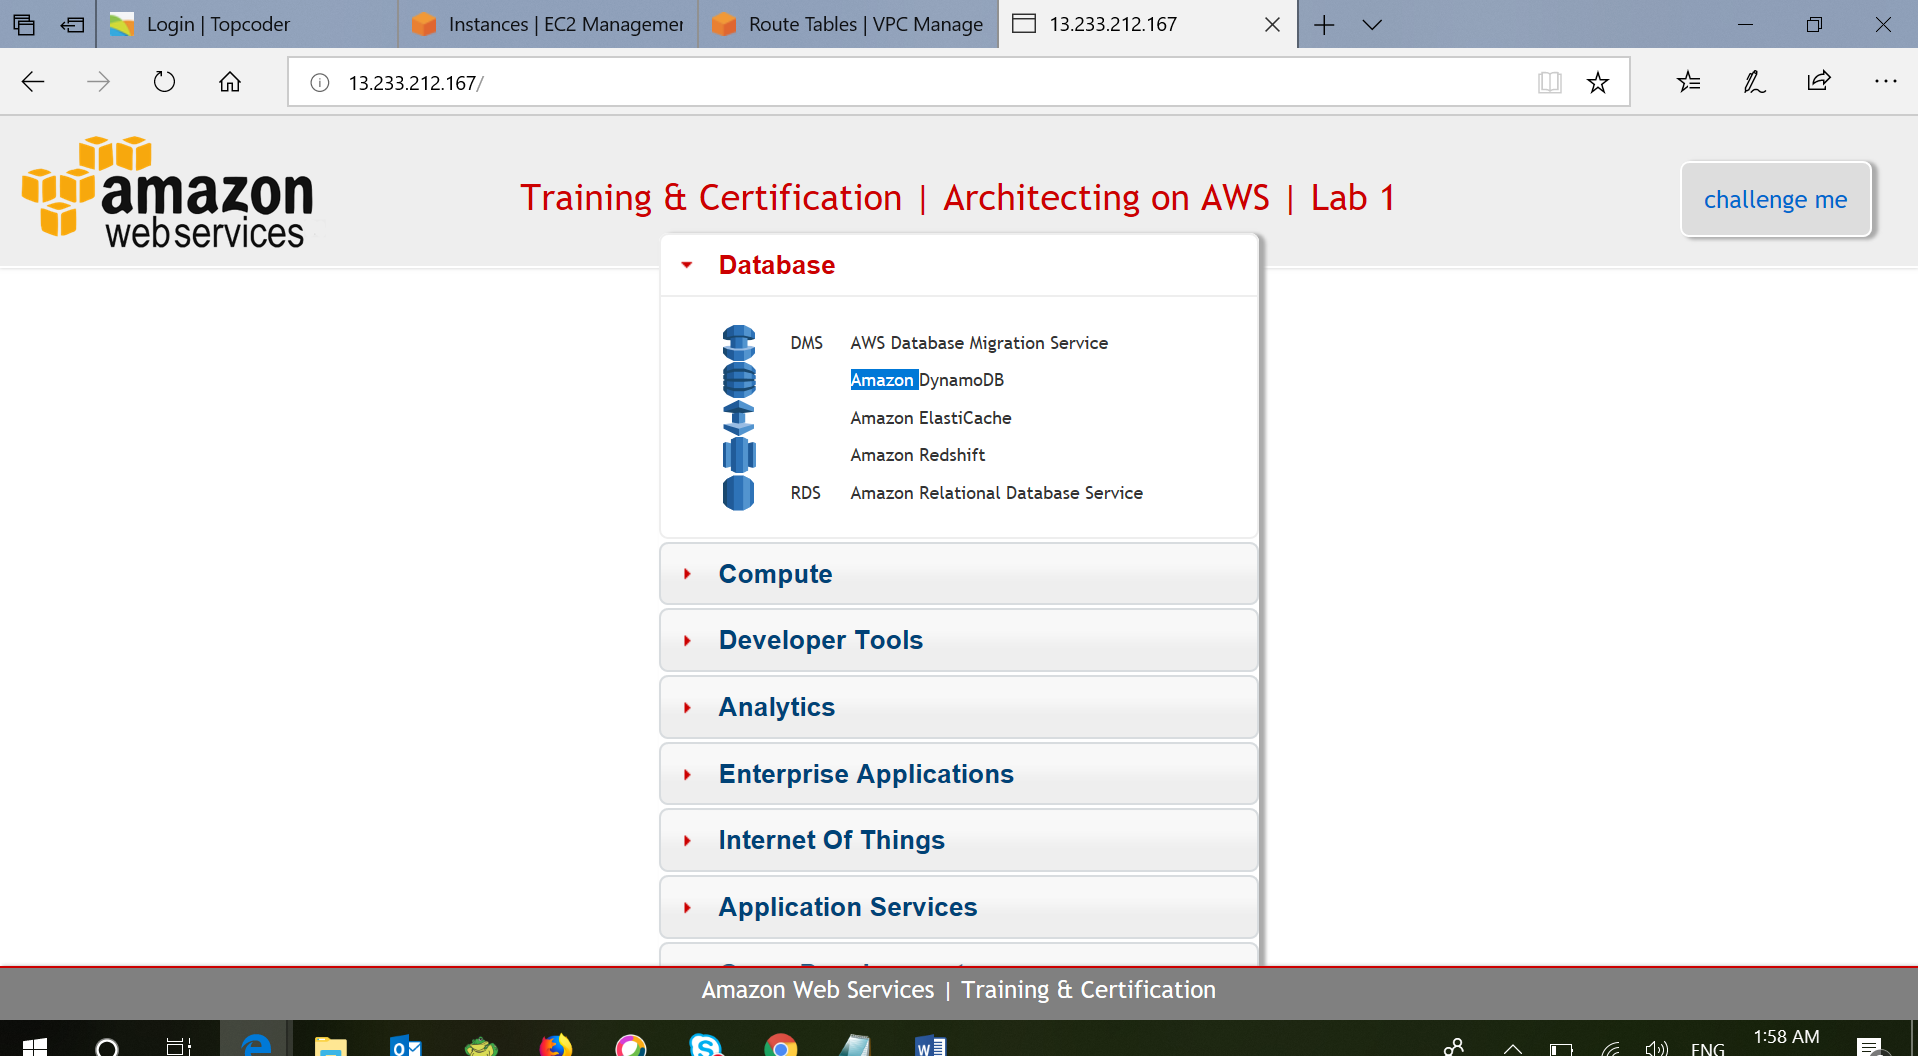 Login | Topcoder
Instances | EC2 Managemer
Route Tables | VPC Manage
13.233.212.167
13.233.212.167/
amazon
webservices
Training & Certification | Architecting on AWS | Lab 1
challenge me
Database
DMS AWS Database Migration Service
Amazon DynamoDB
Amazon ElastiCache
Amazon Redshift
RDS Amazon Relational Database Service
Compute
Developer Tools
Analytics
Enterprise Applications
Internet Of Things
Application Services
Amazon Web Services | Training & Certification
1:58 AM
ENG